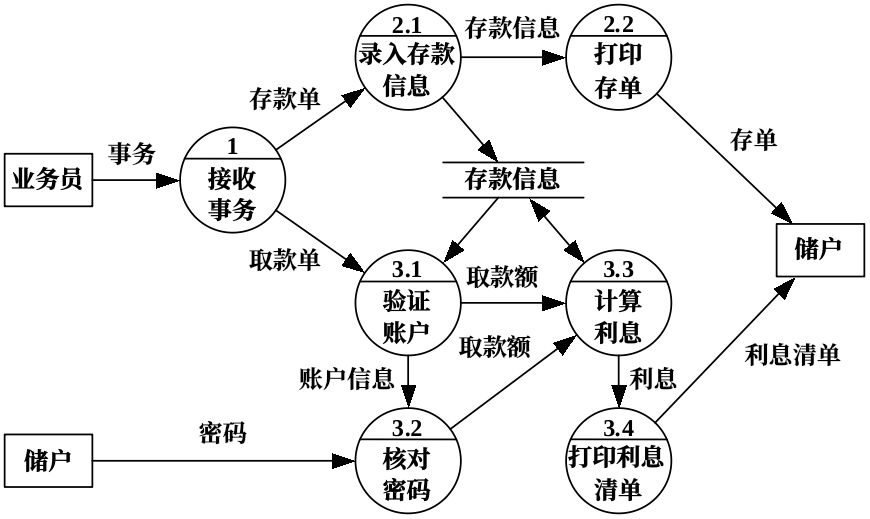 2.1
录入存款
信息
存款信息
2.2
打印
存单
存款单
事务
业务员
1
接收
事务
存单
存款信息
取款单
储户
3.1
验证
账户
取款额
3.3
计算
利息
取款额
利息清单
账户信息
利息
密码
储户
3.2
核对
密码
3.4
打印利息
清单